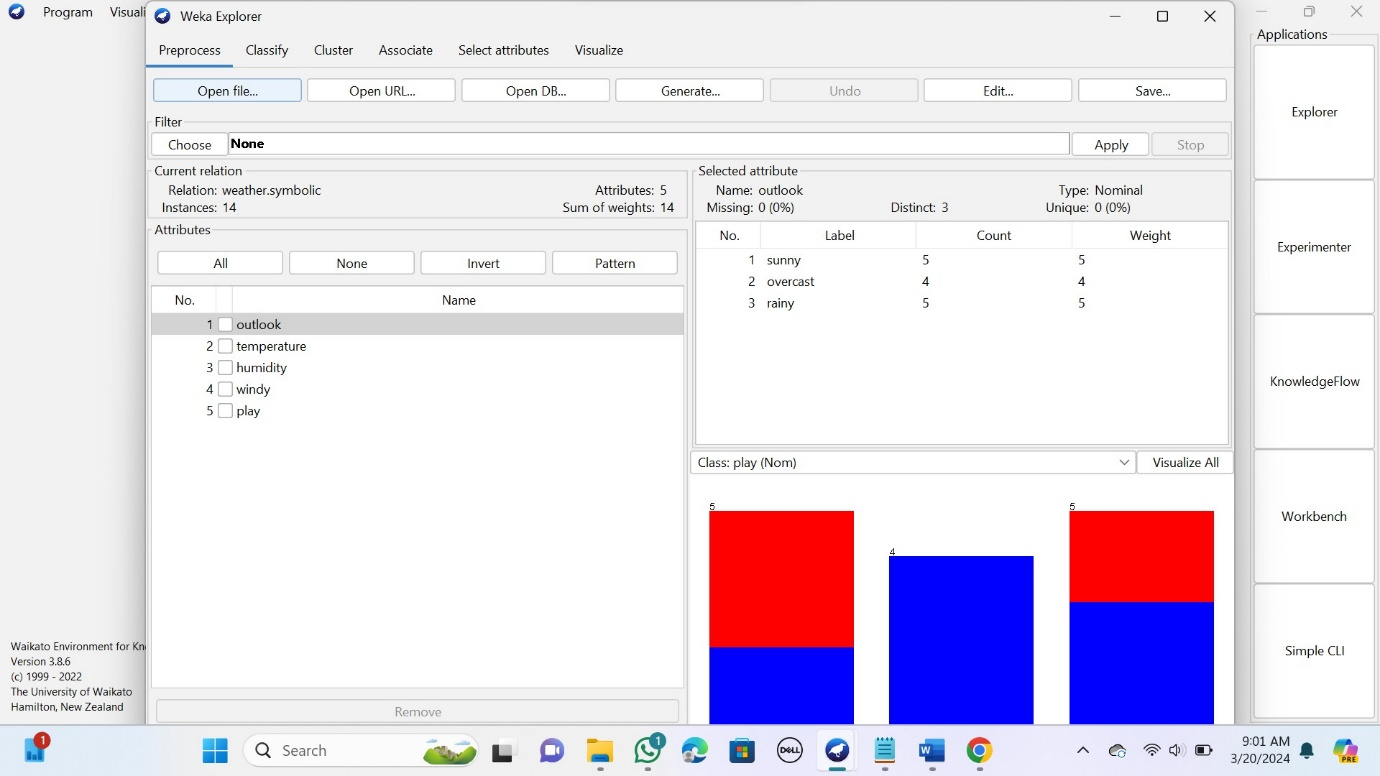 Program Visuali
Weka Explorer
Preprocess Classify Cluster Associate Select attributes Visualize
Open file... Open URL... Open DB... Generate... Undo Edit... Save...
Filter
Choose None Apply Stop
Current relation
Relation: weather.symbolic Attributes: 5
Instances: 14 Sum of weights: 14
Attributes
All None Invert Pattern
No. Name
1 outlook
2 temperature
3 humidity
4 windy
5 play
Remove
Selected attribute
Name: outlook Type: Nominal
Missing: 0 (0%) Distinct: 3 Unique: 0 (0%)
No. Label Count Weight
1 sunny 5 5
2 overcast 4 4
3 rainy 5 5
Class: play (Nom) Visualize All
5 4 5
Applications
Explorer
Experimenter
KnowledgeFlow
Workbench
Simple CLI
Waikato Environment for Kn
Version 3.8.6
(c) 1999 - 2022
The University of Waikato
Hamilton, New Zealand
1 Search 1 DELL W 9:01 AM
3/20/2024 PRE